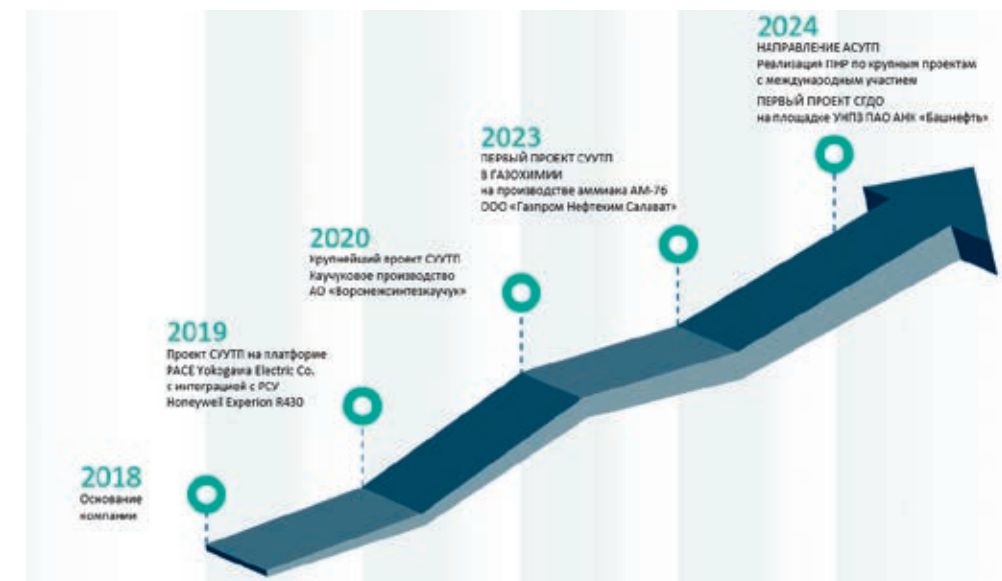 2018
Основание
компании
2019
Проект СУУТП на платформе
PACE Yokogawa Electric Co.
с интеграцией с РСУ
Honeywell Experion R430
2020
Крупнейший проект СУУТП
Каучуковое производство
АО «Воронежсинтезкаучук»
2023
ПЕРВЫЙ ПРОЕКТ СУУТП
В ГАЗОХИМИИ
на производстве аммиака АМ-76
ООО «Газпром Нефтехим Салават»
2024
НАПРАВЛЕНИЕ АСУТП
Реализация ПНР по крупным проектам
с международным участием
ПЕРВЫЙ ПРОЕКТ СГДО
на площадке УНПЗ ПАО АНК «Башнефть»